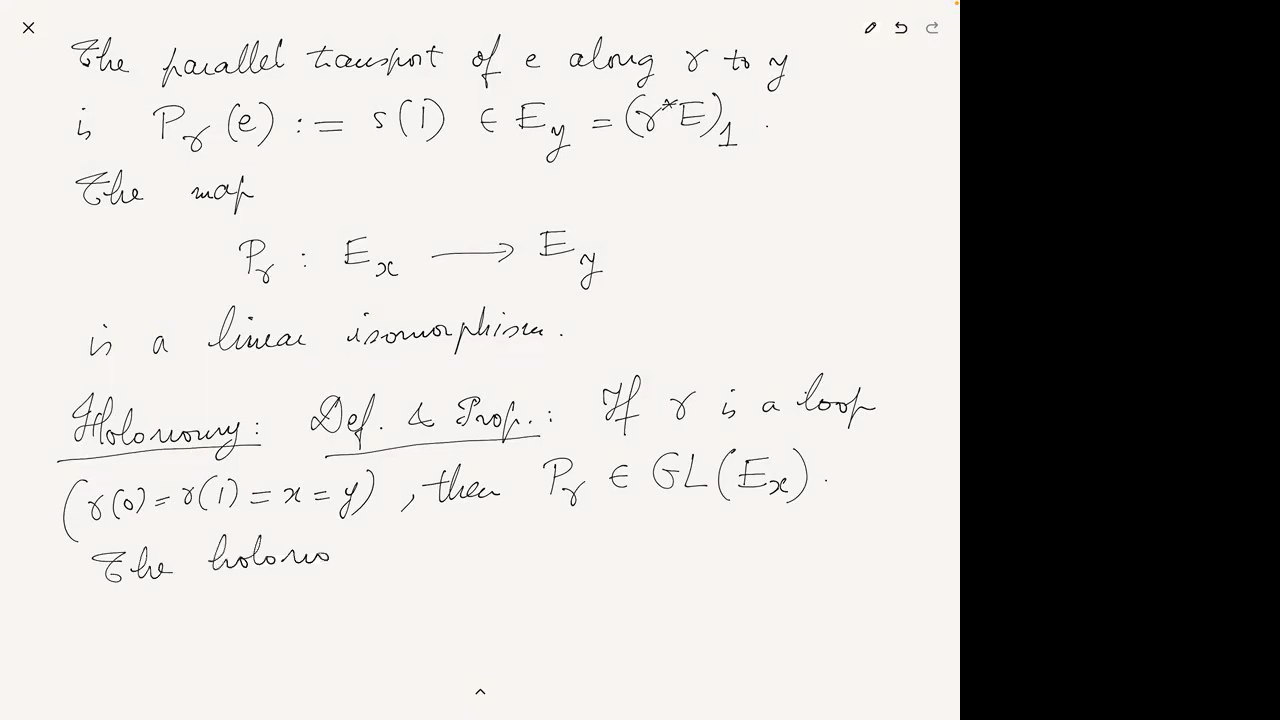 The parallel transport of e along γ to y
is P_γ (e) := s(1) ∈ E_y = (γ*E)_1 .
The map
P_γ : E_x ⟶ E_y
is a linear isomorphism.
Holonomy: Def. & Prop.: If γ is a loop
(γ(0) = γ(1) = x = y) , then P_γ ∈ GL(E_x) .
The holono